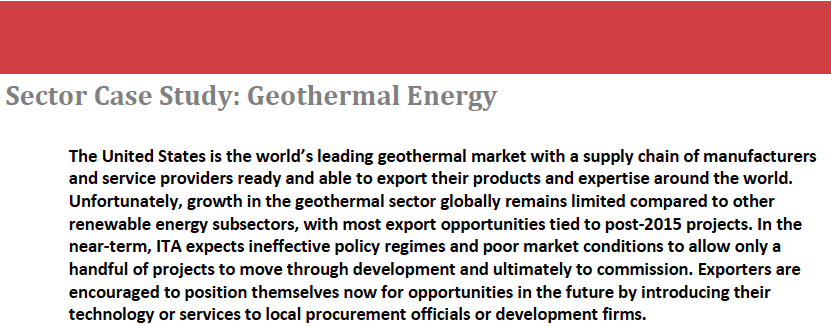 Sector Case Study: Geothermal Energy
The United States is the world’s leading geothermal market with a supply chain of manufacturers
and service providers ready and able to export their products and expertise around the world.
Unfortunately, growth in the geothermal sector globally remains limited compared to other
renewable energy subsectors, with most export opportunities tied to post-2015 projects. In the
near-term, ITA expects ineffective policy regimes and poor market conditions to allow only a
handful of projects to move through development and ultimately to commission. Exporters are
encouraged to position themselves now for opportunities in the future by introducing their
technology or services to local procurement officials or development firms.